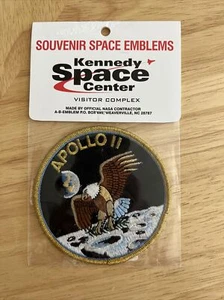 SOUVENIR SPACE EMBLEMS
Kennedy
Space
Center
VISITOR COMPLEX
MADE BY OFFICIAL NASA CONTRACTOR
A-B-EMBLEM P.O. BOX 695 WEAVERVILLE, NC 28787
APOLLO 11